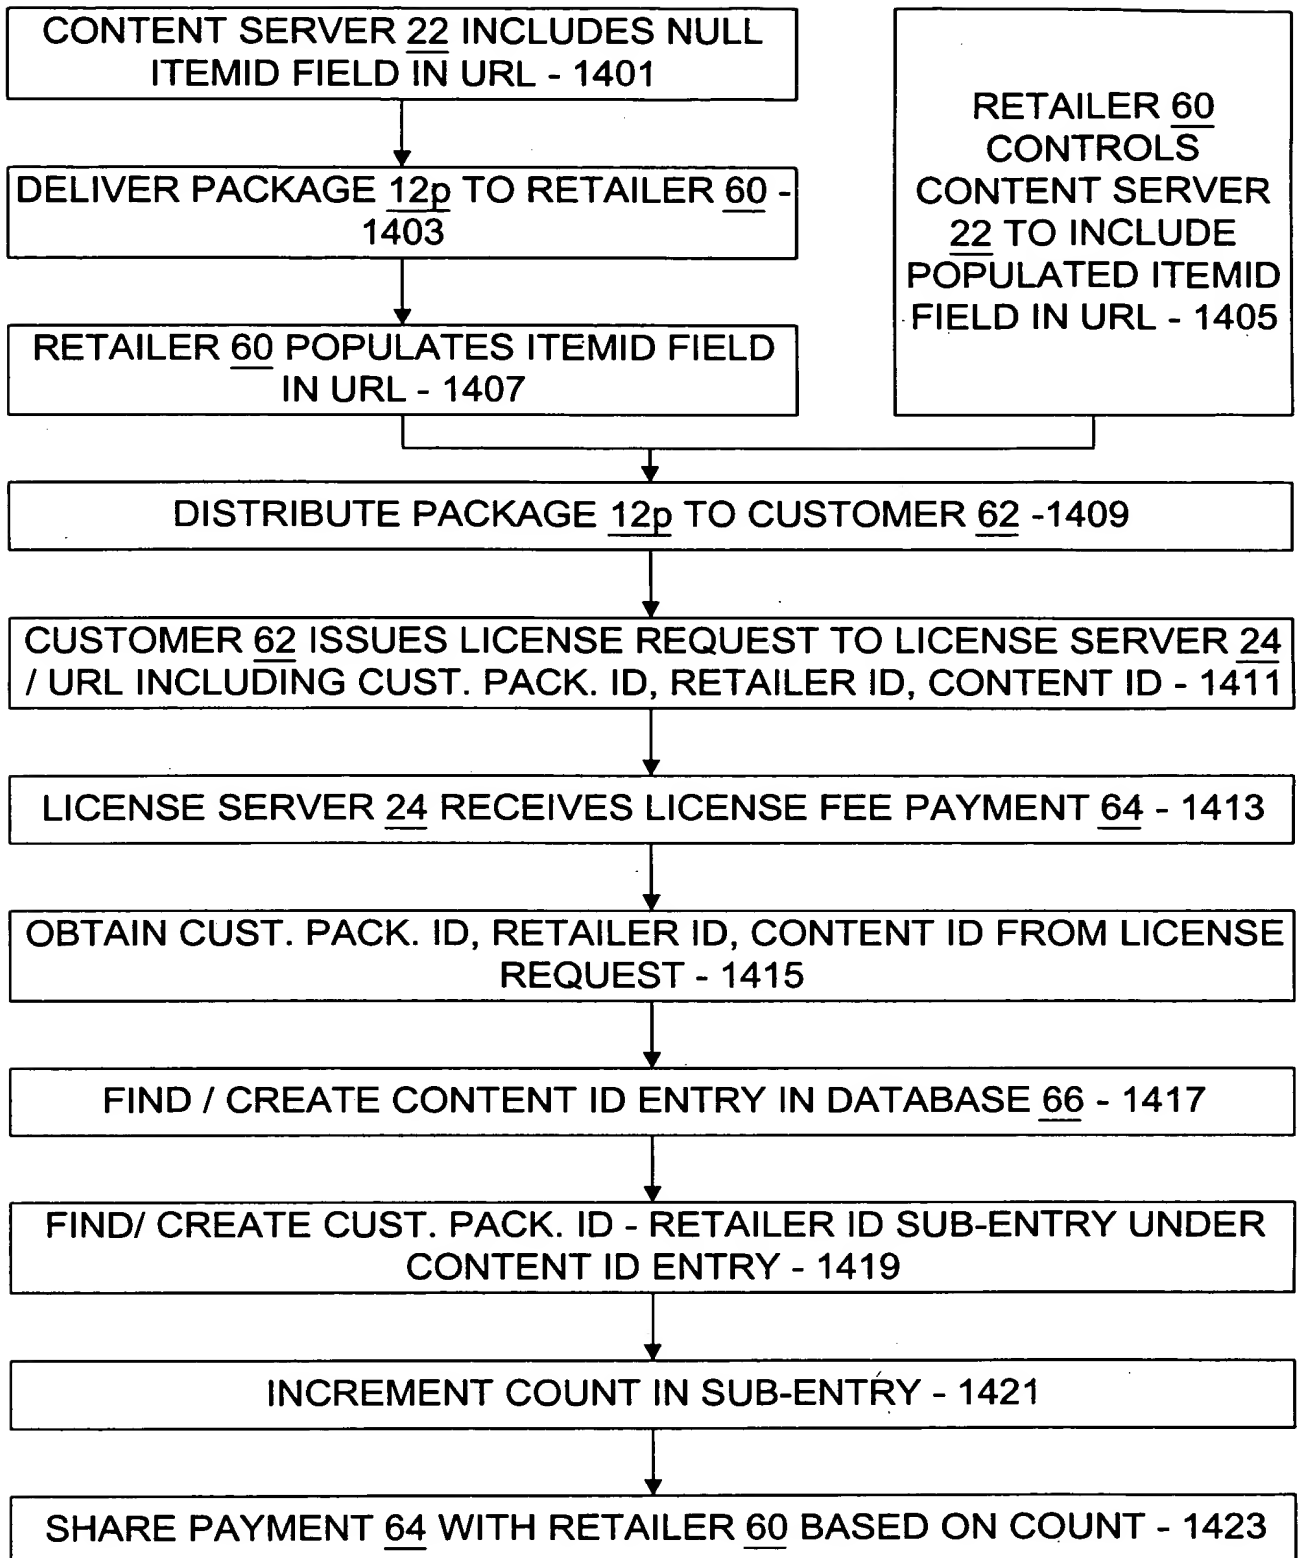 CONTENT SERVER 22 INCLUDES NULL
ITEMID FIELD IN URL - 1401
DELIVER PACKAGE 12p TO RETAILER 60 -
1403
RETAILER 60 POPULATES ITEMID FIELD
IN URL - 1407
RETAILER 60
CONTROLS
CONTENT SERVER
22 TO INCLUDE
POPULATED ITEMID
FIELD IN URL - 1405
DISTRIBUTE PACKAGE 12p TO CUSTOMER 62 -1409
CUSTOMER 62 ISSUES LICENSE REQUEST TO LICENSE SERVER 24
/ URL INCLUDING CUST. PACK. ID, RETAILER ID, CONTENT ID - 1411
LICENSE SERVER 24 RECEIVES LICENSE FEE PAYMENT 64 - 1413
OBTAIN CUST. PACK. ID, RETAILER ID, CONTENT ID FROM LICENSE
REQUEST - 1415
FIND / CREATE CONTENT ID ENTRY IN DATABASE 66 - 1417
FIND/ CREATE CUST. PACK. ID - RETAILER ID SUB-ENTRY UNDER
CONTENT ID ENTRY - 1419
INCREMENT COUNT IN SUB-ENTRY - 1421
SHARE PAYMENT 64 WITH RETAILER 60 BASED ON COUNT - 1423